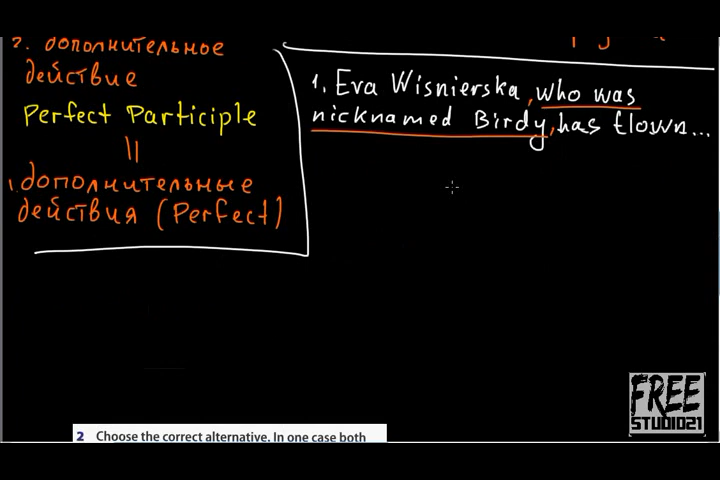 2. дополнительное
действие
Perfect Participle
||
1. дополнительные
действия (Perfect)
1. Eva Wisnierska, who was
nicknamed Birdy, has flown...
2 Choose the correct alternative. In one case both
FREE
STUDIO21